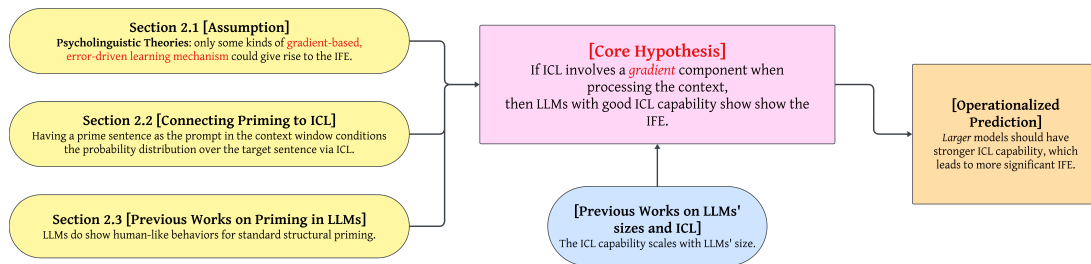 Section 2.1 [Assumption]
Psycholinguistic Theories: only some kinds of gradient-based,
error-driven learning mechanism could give rise to the IFE.
Section 2.2 [Connecting Priming to ICL]
Having a prime sentence as the prompt in the context window conditions
the probability distribution over the target sentence via ICL.
Section 2.3 [Previous Works on Priming in LLMs]
LLMs do show human-like behaviors for standard structural priming.
[Core Hypothesis]
If ICL involves a gradient component when
processing the context,
then LLMs with good ICL capability show show the
IFE.
[Previous Works on LLMs'
sizes and ICL]
The ICL capability scales with LLMs' size.
[Operationalized
Prediction]
Larger models should have
stronger ICL capability, which
leads to more significant IFE.